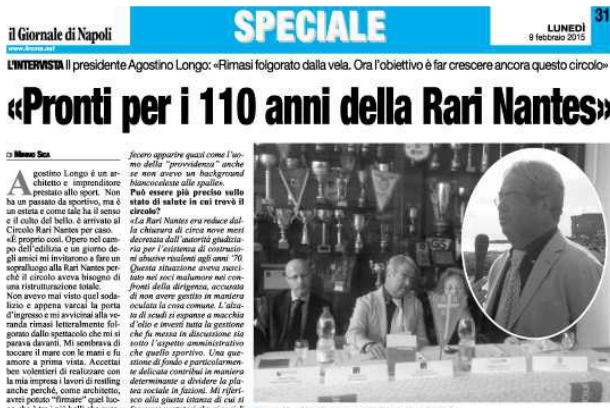 il Giornale di Napoli
www.ilroma.net
SPECIALE
LUNEDÌ
9 febbraio 2015
31
L'INTERVISTA Il presidente Agostino Longo: «Rimasi folgorato dalla vela. Ora l'obiettivo è far crescere ancora questo circolo»
«Pronti per i 110 anni della Rari Nantes»
DI MIMMO SICA
Agostino Longo è un ar-
chitetto e imprenditore
prestato allo sport. Non
ha un passato da sportivo, ma è
un esteta e come tale ha il senso
e il culto del bello. è arrivato al
Circolo Rari Nantes per caso.
«È proprio così. Opero nel cam-
po dell'edilizia e un giorno de-
gli amici mi invitarono a fare un
sopralluogo alla Rari Nantes per-
ché il circolo aveva bisogno di
una ristrutturazione totale.
Non avevo mai visto quel soda-
lizio e appena varcai la porta
d'ingresso e mi avvicinai alla ve-
randa rimasi letteralmente fol-
gorato dallo spettacolo che mi si
parava davanti. Mi sembrava di
toccare il mare con le mani e fu
amore a prima vista. Accettai
ben volentieri di realizzare con
la mia impresa i lavori di restling
anche perché, come architetto,
avrei potuto "firmare" quel luo-
fecero apparire quasi come l'uo-
mo della "provvidenza" anche
se non avevo un background
biancoceleste alle spalle».
Può essere più preciso sullo
stato di salute in cui trovò il
circolo?
«La Rari Nantes era reduce dal-
la chiusura di circa nove mesi
decretata dall'autorità giudizia-
ria per l'esistenza di costruzio-
ni abusive risalenti agli anni '70.
Questa situazione aveva susci-
tato nei soci malumore nei con-
fronti della dirigenza, accusata
di non avere gestito in maniera
oculata la cosa comune. L'alza-
ta di scudi si espanse a macchia
d'olio e investì tutta la gestione
che fu messa in discussione sia
sotto l'aspetto amministrativo
che quello sportivo. Una que-
stione di fondo e particolarmen-
te delicata contribuì in maniera
determinante a dividere la pla-
tea sociale in fazioni. Mi riferi-
sco alla giusta istanza di cui si